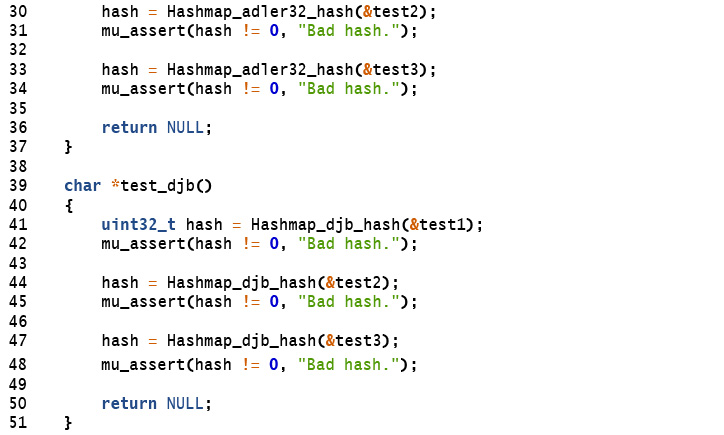 30        hash = Hashmap_adler32_hash(&test2);
31        mu_assert(hash != 0, "Bad hash.");
32
33        hash = Hashmap_adler32_hash(&test3);
34        mu_assert(hash != 0, "Bad hash.");
35
36        return NULL;
37    }
38
39    char *test_djb()
40    {
41        uint32_t hash = Hashmap_djb_hash(&test1);
42        mu_assert(hash != 0, "Bad hash.");
43
44        hash = Hashmap_djb_hash(&test2);
45        mu_assert(hash != 0, "Bad hash.");
46
47        hash = Hashmap_djb_hash(&test3);
48        mu_assert(hash != 0, "Bad hash.");
49
50        return NULL;
51    }